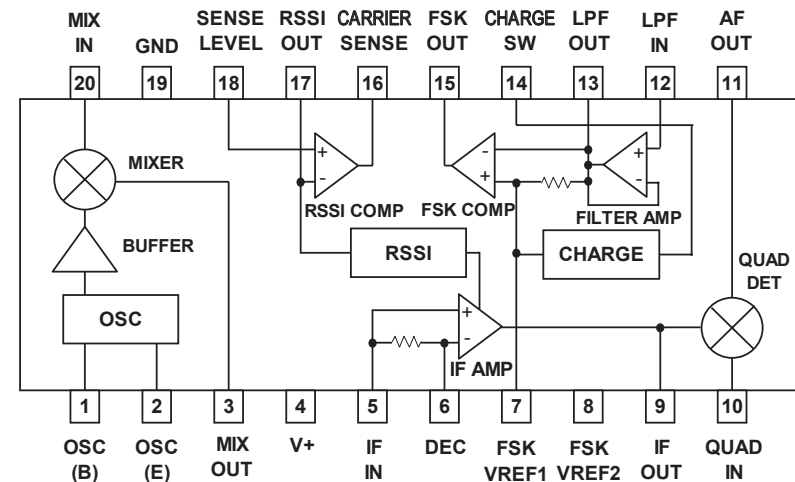 MIX IN
GND
SENSE LEVEL
RSSI OUT
CARRIER SENSE
FSK OUT
CHARGE SW
LPF OUT
LPF IN
AF OUT
20 19 18 17 16 15 14 13 12 11
MIXER
+
-
RSSI COMP
-
+
FSK COMP
+
-
FILTER AMP
BUFFER
RSSI
CHARGE
QUAD DET
OSC
+
-
IF AMP
1 2 3 4 5 6 7 8 9 10
OSC (B)
OSC (E)
MIX OUT
V+
IF IN
DEC
FSK VREF1
FSK VREF2
IF OUT
QUAD IN